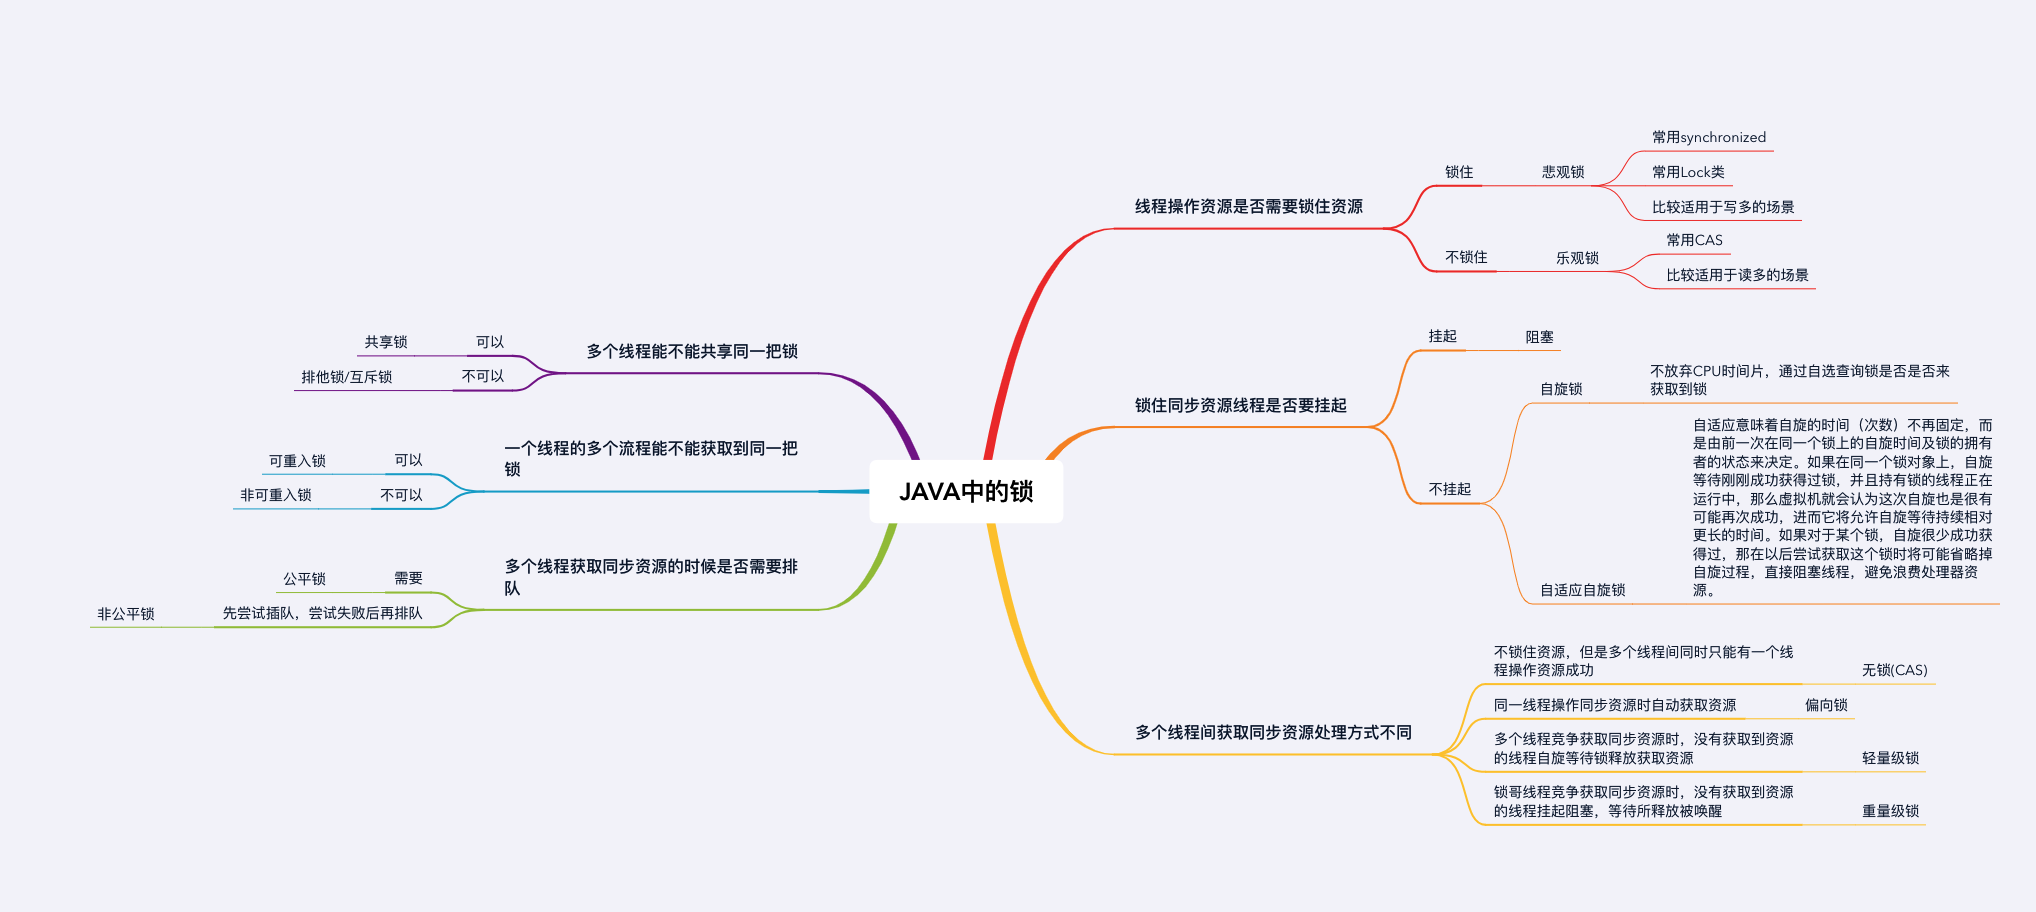 JAVA中的锁
线程操作资源是否需要锁住资源
锁住
悲观锁
常用synchronized
常用Lock类
比较适用于写多的场景
不锁住
乐观锁
常用CAS
比较适用于读多的场景
锁住同步资源线程是否要挂起
挂起
阻塞
不挂起
自旋锁
不放弃CPU时间片，通过自选查询锁是否是否来
获取到锁
自适应自旋锁
自适应意味着自旋的时间（次数）不再固定，而
是由前一次在同一个锁上的自旋时间及锁的拥有
者的状态来决定。如果在同一个锁对象上，自旋
等待刚刚成功获得过锁，并且持有锁的线程正在
运行中，那么虚拟机就会认为这次自旋也是很有
可能再次成功，进而它将允许自旋等待持续相对
更长的时间。如果对于某个锁，自旋很少成功获
得过，那在以后尝试获取这个锁时将可能省略掉
自旋过程，直接阻塞线程，避免浪费处理器资
源。
多个线程间获取同步资源处理方式不同
不锁住资源，但是多个线程间同时只能有一个线
程操作资源成功
无锁(CAS)
同一线程操作同步资源时自动获取资源
偏向锁
多个线程竞争获取同步资源时，没有获取到资源
的线程自旋等待锁释放获取资源
轻量级锁
锁哥线程竞争获取同步资源时，没有获取到资源
的线程挂起阻塞，等待所释放被唤醒
重量级锁
多个线程能不能共享同一把锁
可以
共享锁
不可以
排他锁/互斥锁
一个线程的多个流程能不能获取到同一把
锁
可以
可重入锁
不可以
非可重入锁
多个线程获取同步资源的时候是否需要排
队
需要
公平锁
先尝试插队，尝试失败后再排队
非公平锁